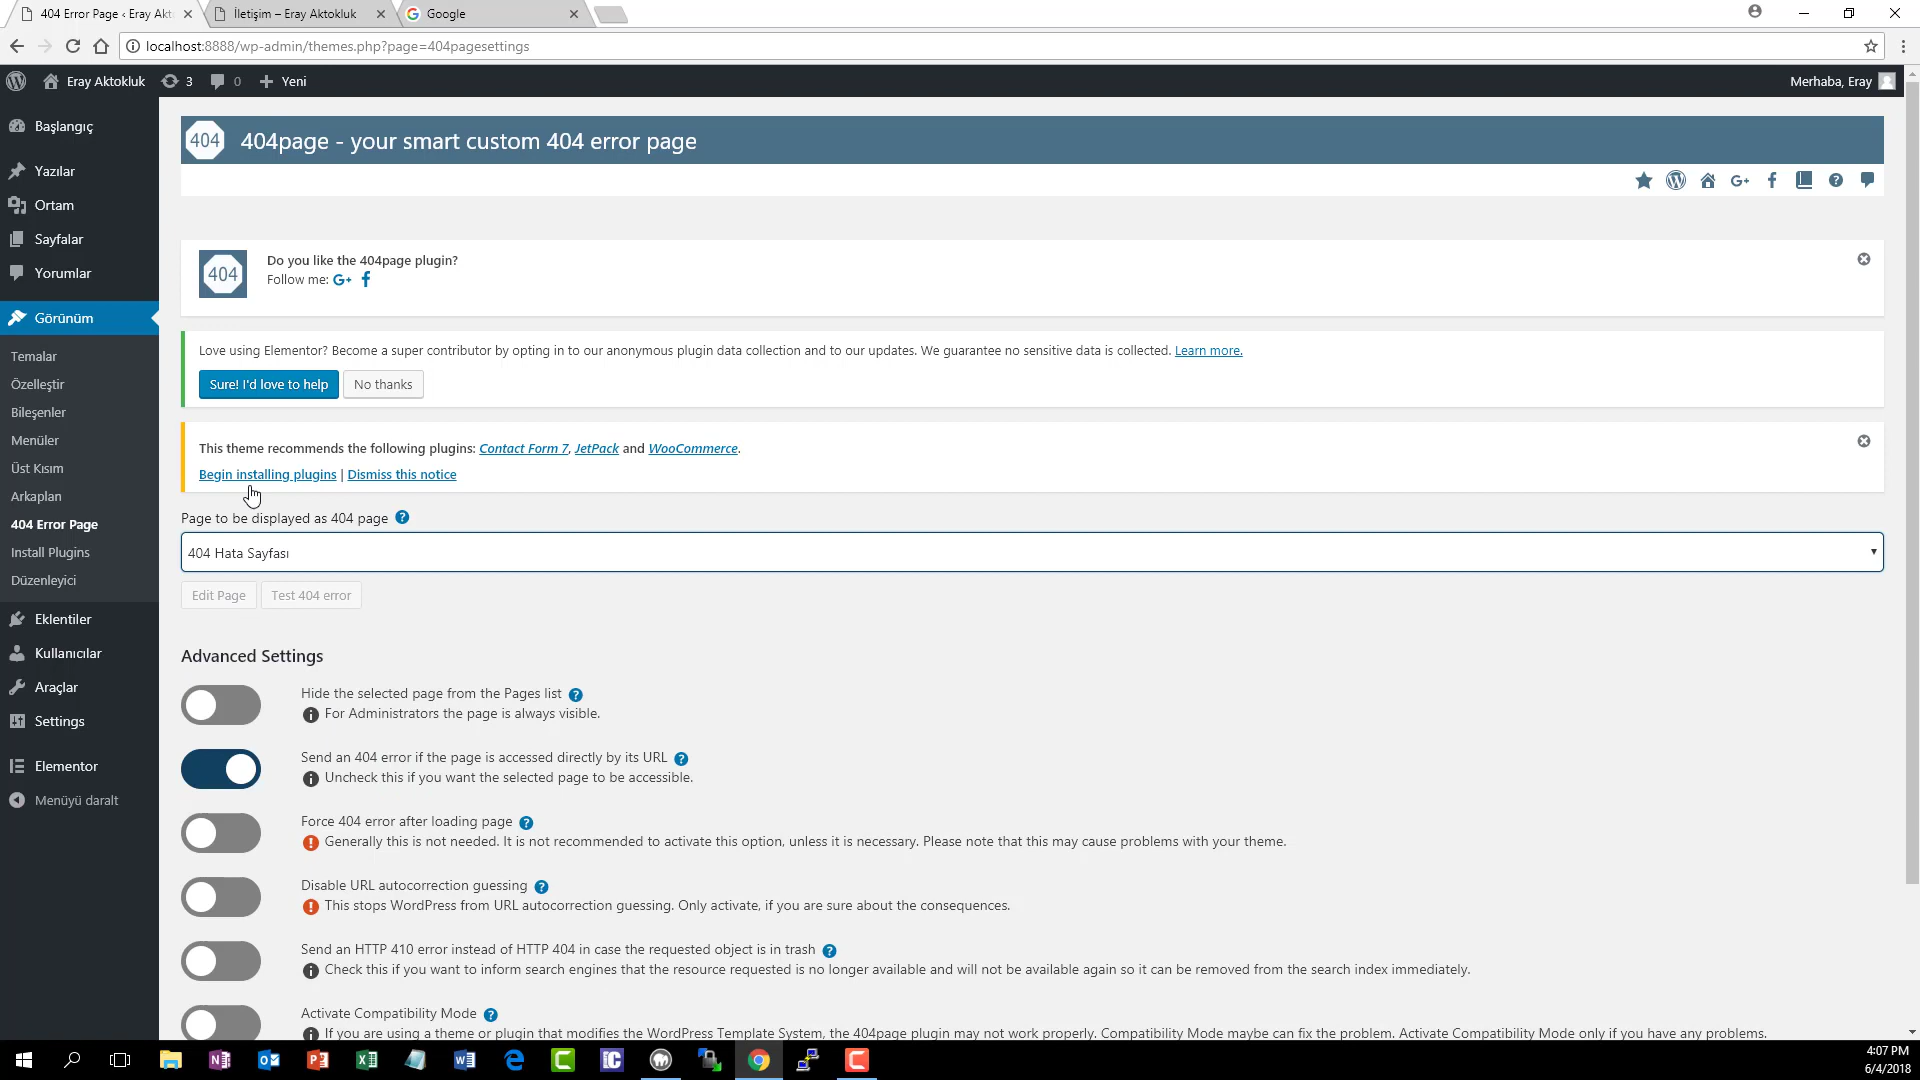 404 Error Page ‹ Eray Akt
İletişim – Eray Aktokluk
Google
localhost:8888/wp-admin/themes.php?page=404pagesettings
Eray Aktokluk
3
0
Yeni
Merhaba, Eray
Başlangıç
Yazılar
Ortam
Sayfalar
Yorumlar
Görünüm
Temalar
Özelleştir
Bileşenler
Menüler
Üst Kısım
Arkaplan
404 Error Page
Install Plugins
Düzenleyici
Eklentiler
Kullanıcılar
Araçlar
Settings
Elementor
Menüyü daralt
404
404page - your smart custom 404 error page
G+
404
Do you like the 404page plugin?
Follow me: G+
Love using Elementor? Become a super contributor by opting in to our anonymous plugin data collection and to our updates. We guarantee no sensitive data is collected. Learn more.
Sure! I'd love to help
No thanks
This theme recommends the following plugins: Contact Form 7, JetPack and WooCommerce.
Begin installing plugins | Dismiss this notice
Page to be displayed as 404 page
404 Hata Sayfası
Edit Page
Test 404 error
Advanced Settings
Hide the selected page from the Pages list
For Administrators the page is always visible.
Send an 404 error if the page is accessed directly by its URL
Uncheck this if you want the selected page to be accessible.
Force 404 error after loading page
Generally this is not needed. It is not recommended to activate this option, unless it is necessary. Please note that this may cause problems with your theme.
Disable URL autocorrection guessing
This stops WordPress from URL autocorrection guessing. Only activate, if you are sure about the consequences.
Send an HTTP 410 error instead of HTTP 404 in case the requested object is in trash
Check this if you want to inform search engines that the resource requested is no longer available and will not be available again so it can be removed from the search index immediately.
Activate Compatibility Mode
If you are using a theme or plugin that modifies the WordPress Template System, the 404page plugin may not work properly. Compatibility Mode maybe can fix the problem. Activate Compatibility Mode only if you have any problems.
4:07 PM
6/4/2018